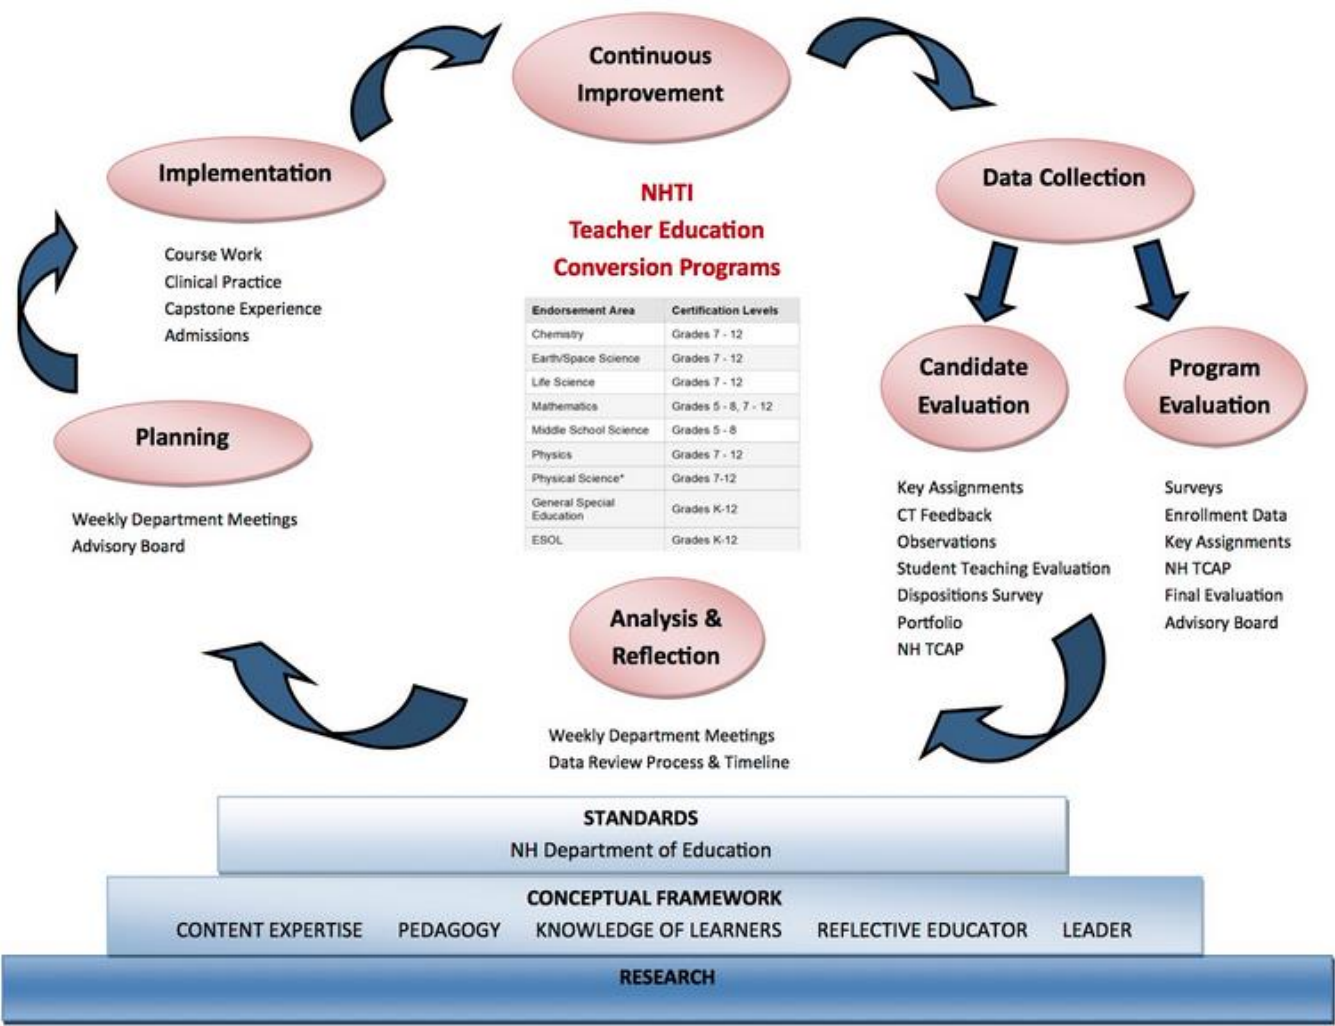 Continuous
Improvement
Implementation
Course Work
Clinical Practice
Capstone Experience
Admissions
Data Collection
NHTI
Teacher Education
Conversion Programs
Endorsement Area Certification Levels
Chemistry Grades 7 - 12
Earth/Space Science Grades 7 - 12
Life Science Grades 7 - 12
Mathematics Grades 5 - 8, 7 - 12
Middle School Science Grades 5 - 8
Physics Grades 7 - 12
Physical Science* Grades 7-12
General Special
Education Grades K-12
ESOL Grades K-12
Candidate
Evaluation
Key Assignments
CT Feedback
Observations
Student Teaching Evaluation
Dispositions Survey
Portfolio
NH TCAP
Program
Evaluation
Surveys
Enrollment Data
Key Assignments
NH TCAP
Final Evaluation
Advisory Board
Planning
Weekly Department Meetings
Advisory Board
Analysis &
Reflection
Weekly Department Meetings
Data Review Process & Timeline
STANDARDS
NH Department of Education
CONCEPTUAL FRAMEWORK
CONTENT EXPERTISE PEDAGOGY KNOWLEDGE OF LEARNERS REFLECTIVE EDUCATOR LEADER
RESEARCH